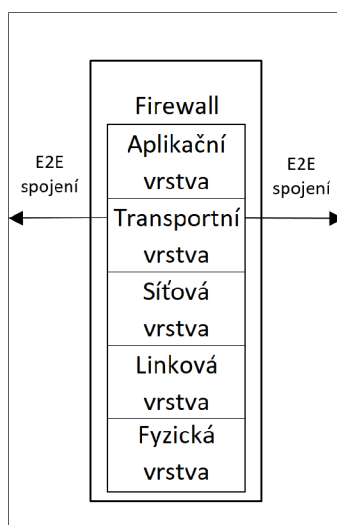 Firewall
Aplikační
vrstva
E2E
spojení
E2E
spojení
Transportní
vrstva
Síťová
vrstva
Linková
vrstva
Fyzická
vrstva